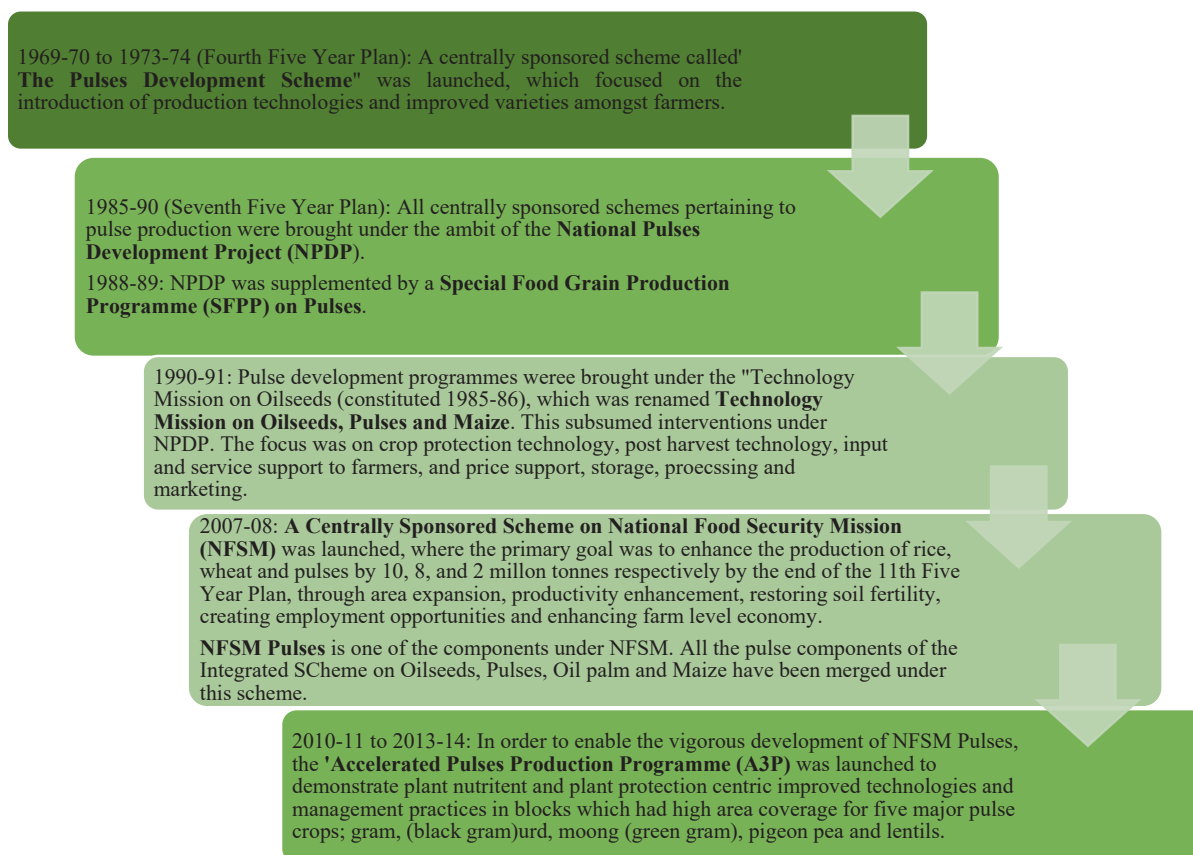 1969-70 to 1973-74 (Fourth Five Year Plan): A centrally sponsored scheme called'
The Pulses Development Scheme" was launched, which focused on the
introduction of production technologies and improved varieties amongst farmers.
1985-90 (Seventh Five Year Plan): All centrally sponsored schemes pertaining to
pulse production were brought under the ambit of the National Pulses
Development Project (NPDP).
1988-89: NPDP was supplemented by a Special Food Grain Production
Programme (SFPP) on Pulses.
1990-91: Pulse development programmes weree brought under the "Technology
Mission on Oilseeds (constituted 1985-86), which was renamed Technology
Mission on Oilseeds, Pulses and Maize. This subsumed interventions under
NPDP. The focus was on crop protection technology, post harvest technology, input
and service support to farmers, and price support, storage, proecssing and
marketing.
2007-08: A Centrally Sponsored Scheme on National Food Security Mission
(NFSM) was launched, where the primary goal was to enhance the production of rice,
wheat and pulses by 10, 8, and 2 millon tonnes respectively by the end of the 11th Five
Year Plan, through area expansion, productivity enhancement, restoring soil fertility,
creating employment opportunities and enhancing farm level economy.
NFSM Pulses is one of the components under NFSM. All the pulse components of the
Integrated SCheme on Oilseeds, Pulses, Oil palm and Maize have been merged under
this scheme.
2010-11 to 2013-14: In order to enable the vigorous development of NFSM Pulses,
the 'Accelerated Pulses Production Programme (A3P) was launched to
demonstrate plant nutritent and plant protection centric improved technologies and
management practices in blocks which had high area coverage for five major pulse
crops; gram, (black gram)urd, moong (green gram), pigeon pea and lentils.